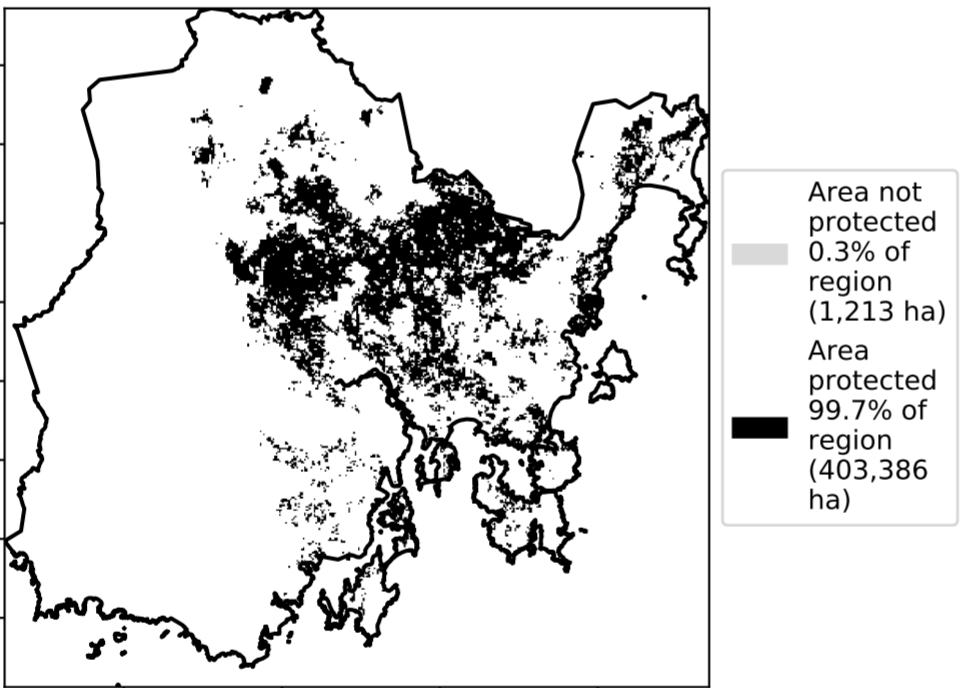 Area not
protected
0.3% of
region
(1,213 ha)
Area
protected
99.7% of
region
(403,386
ha)